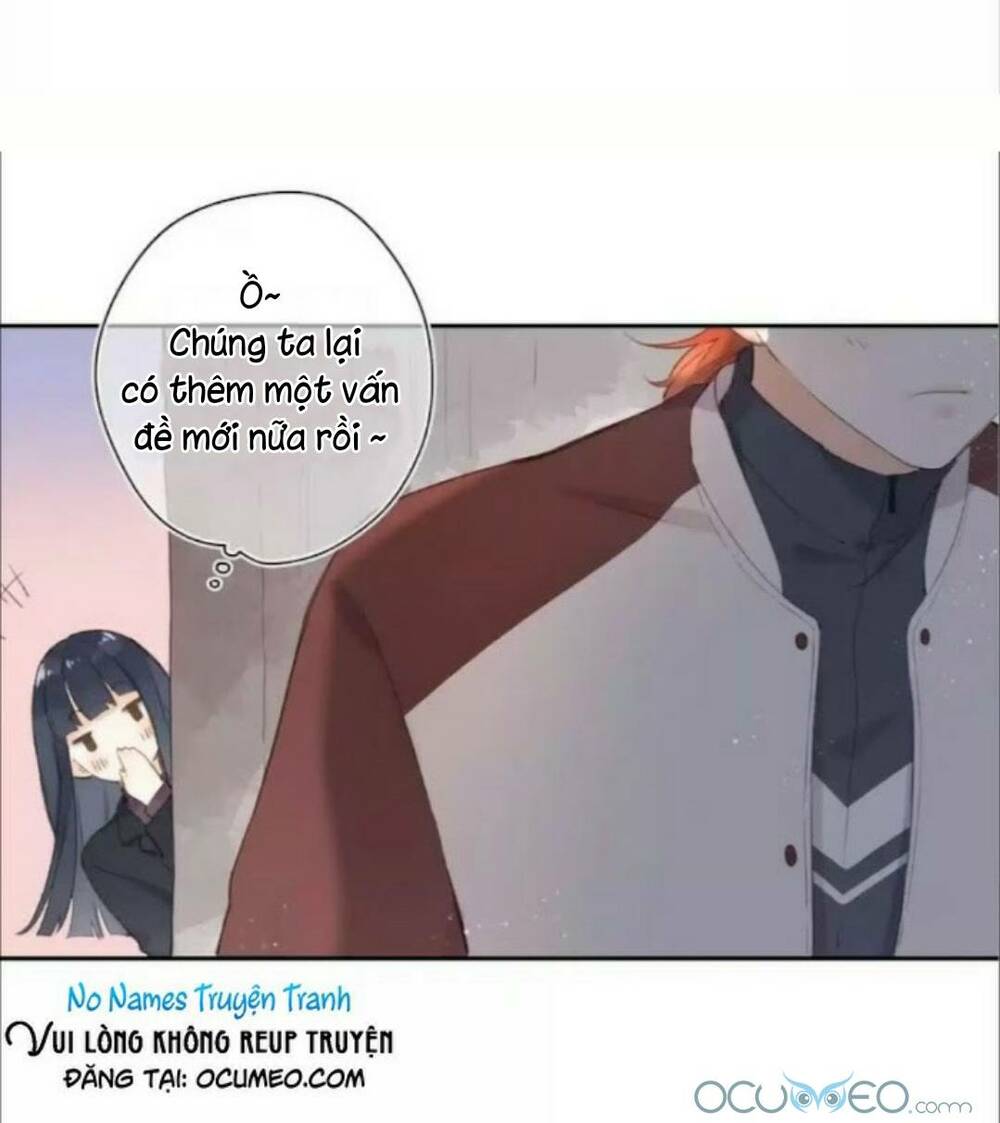 Ồ~
Chúng ta lại
có thêm một vấn
đề mới nữa rồi ~
No Names Truyện Tranh
Vui lòng không reup truyện
Đăng tại: ocumeo.com
OCUMEO.com